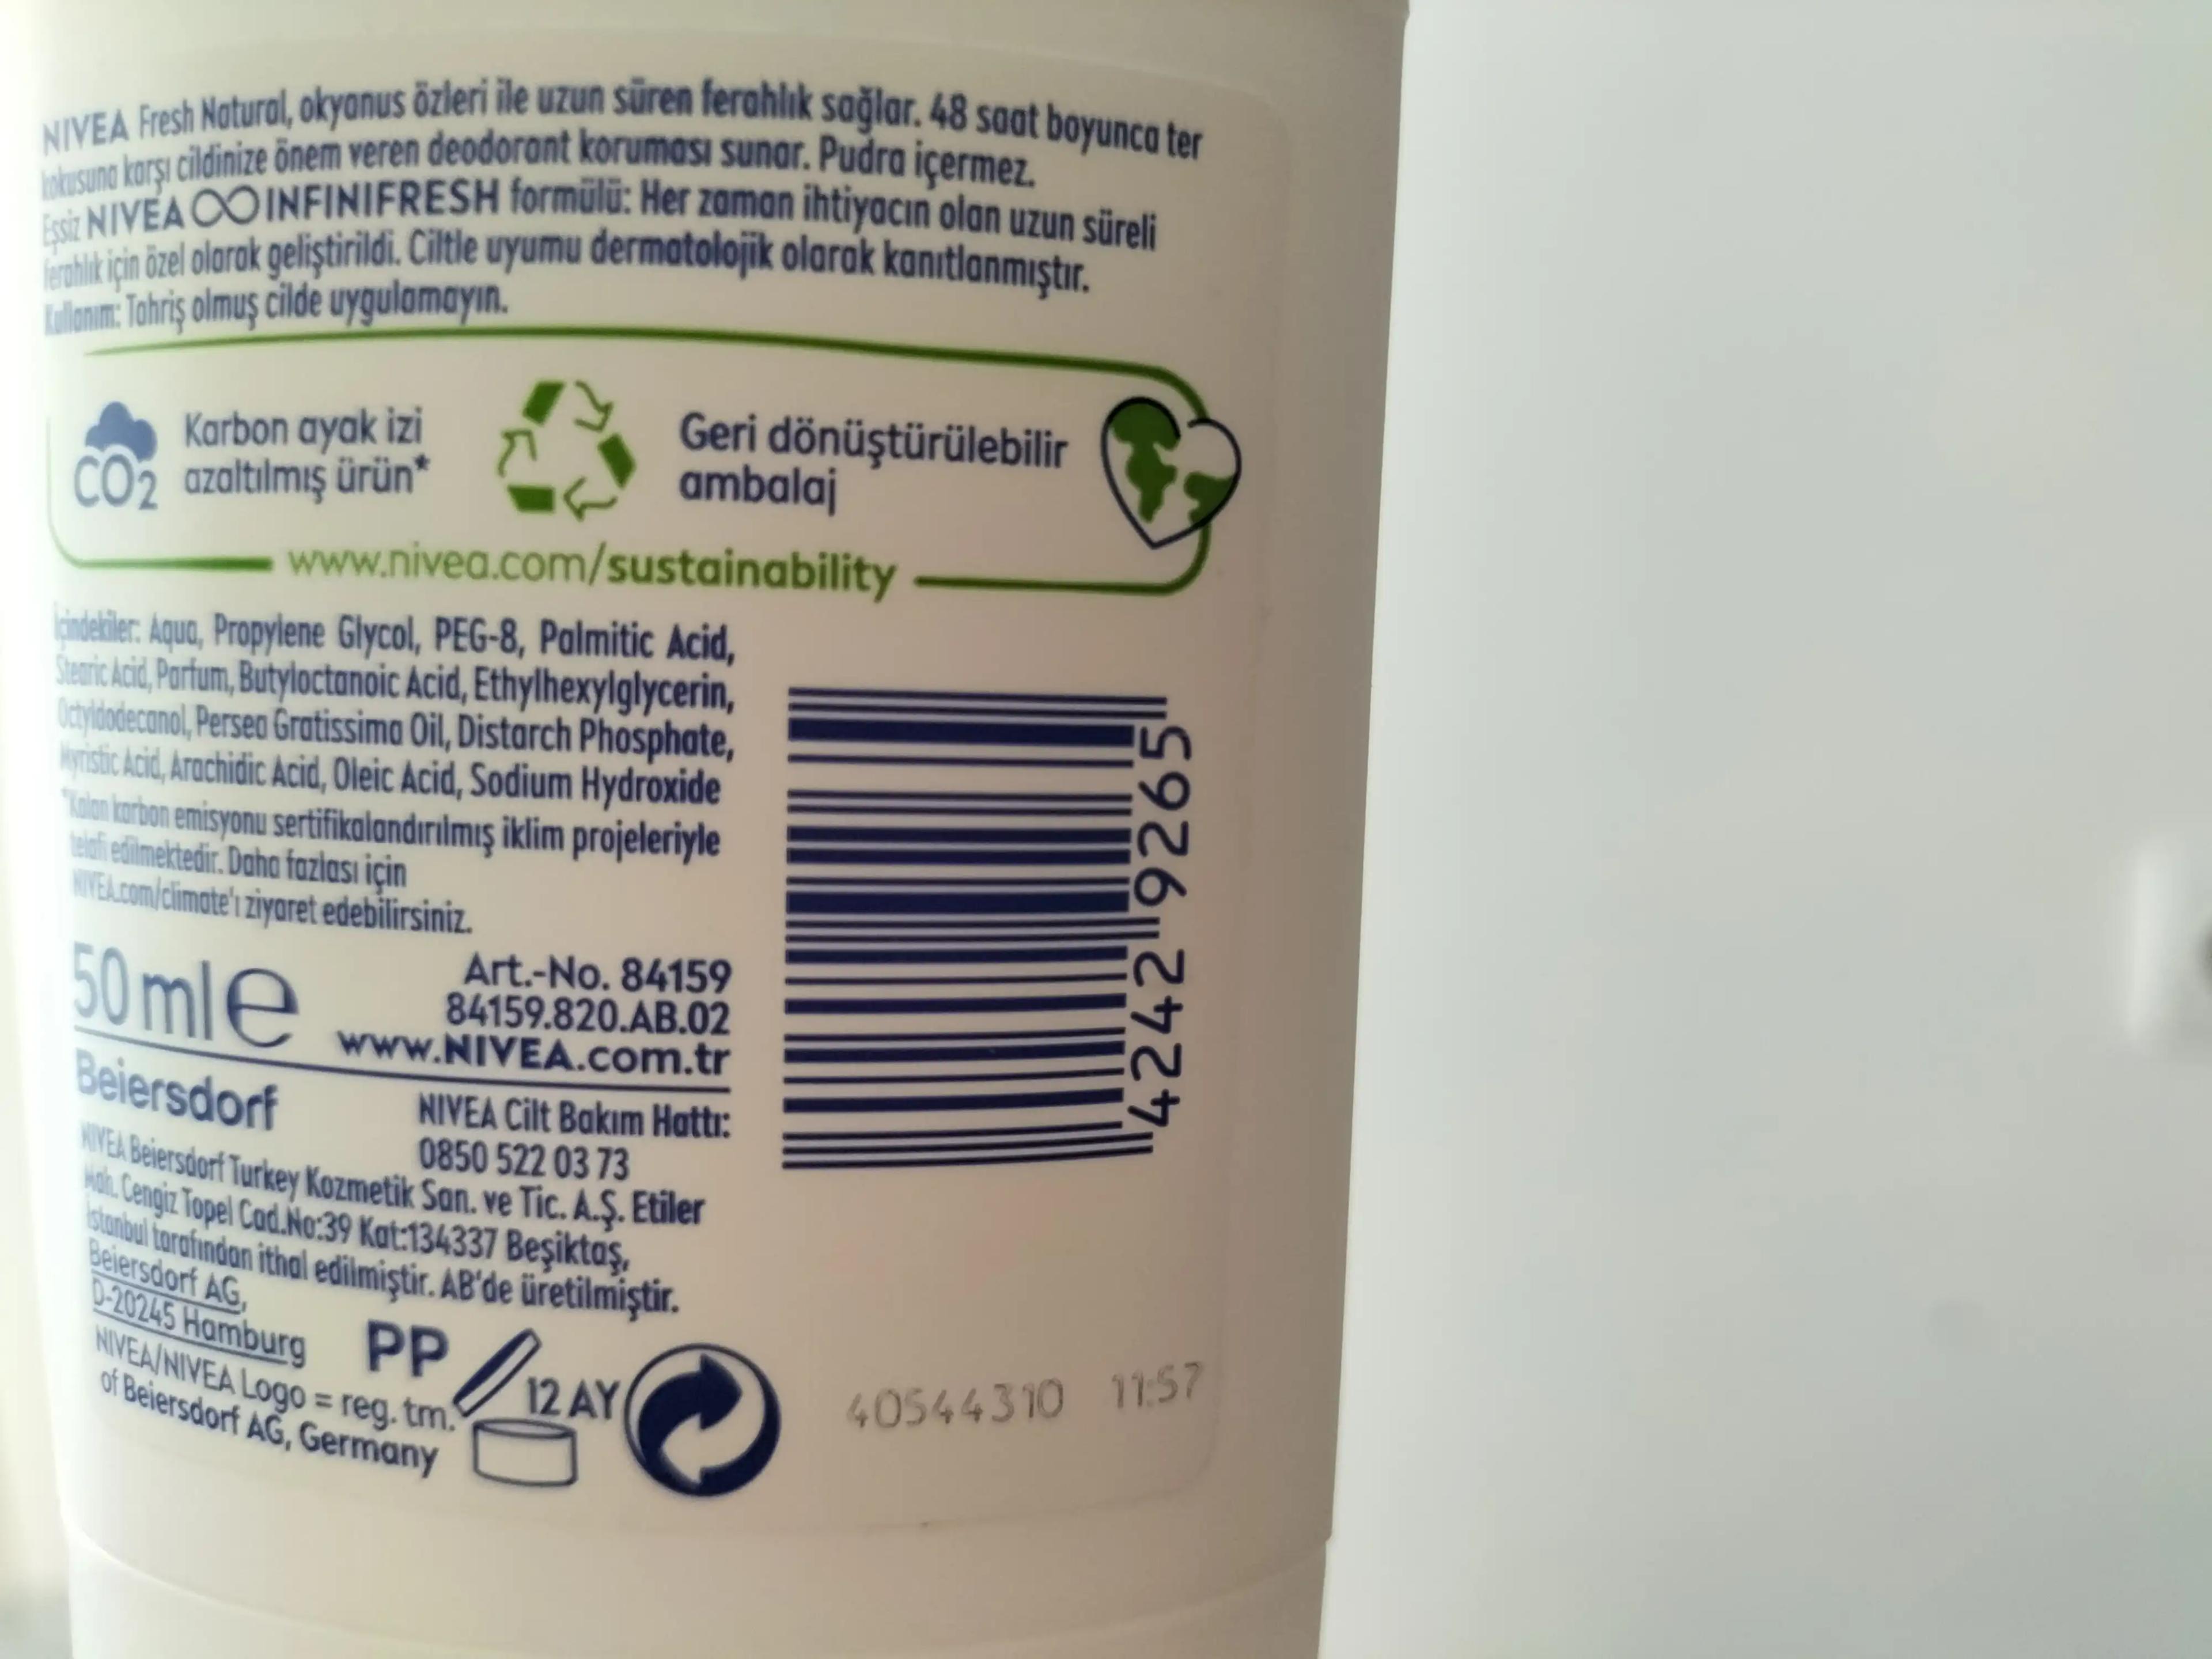 NIVEA Fresh Natural, okyanus özleri ile uzun süren ferahlık sağlar. 48 saat boyunca ter
kokusuna karşı cildinize önem veren deodorant koruması sunar. Pudra içermez.
Eşsiz NIVEA INFINIFRESH formülü: Her zaman ihtiyacın olan uzun süreli
ferahlık için özel olarak geliştirildi. Ciltle uyumu dermatolojik olarak kanıtlanmıştır.
Kullanım: Tahriş olmuş cilde uygulamayın.
CO2
Karbon ayak izi
azaltılmış ürün*
Geri dönüştürülebilir
ambalaj
www.nivea.com/sustainability
İçindekiler: Aqua, Propylene Glycol, PEG-8, Palmitic Acid,
Stearic Acid, Parfum, Butyloctanoic Acid, Ethylhexylglycerin,
Octyldodecanol, Persea Gratissima Oil, Distarch Phosphate,
Myristic Acid, Arachidic Acid, Oleic Acid, Sodium Hydroxide
*Kalan karbon emisyonu sertifikalandırılmış iklim projeleriyle
telafi edilmektedir. Daha fazlası için
NIVEA.com/climate'ı ziyaret edebilirsiniz.
50 ml e
Art.-No. 84159
84159.820.AB.02
www.NIVEA.com.tr
Beiersdorf
NIVEA Cilt Bakım Hattı:
0850 522 03 73
NIVEA Beiersdorf Turkey Kozmetik San. ve Tic. A.Ş. Etiler
Mah. Cengiz Topel Cad.No:39 Kat:134337 Beşiktaş,
İstanbul tarafından ithal edilmiştir. AB'de üretilmiştir.
Beiersdorf AG,
D-20245 Hamburg
NIVEA/NIVEA Logo = reg. tm.
of Beiersdorf AG, Germany
PP
12 AY
4242 9265
40544310 11:57